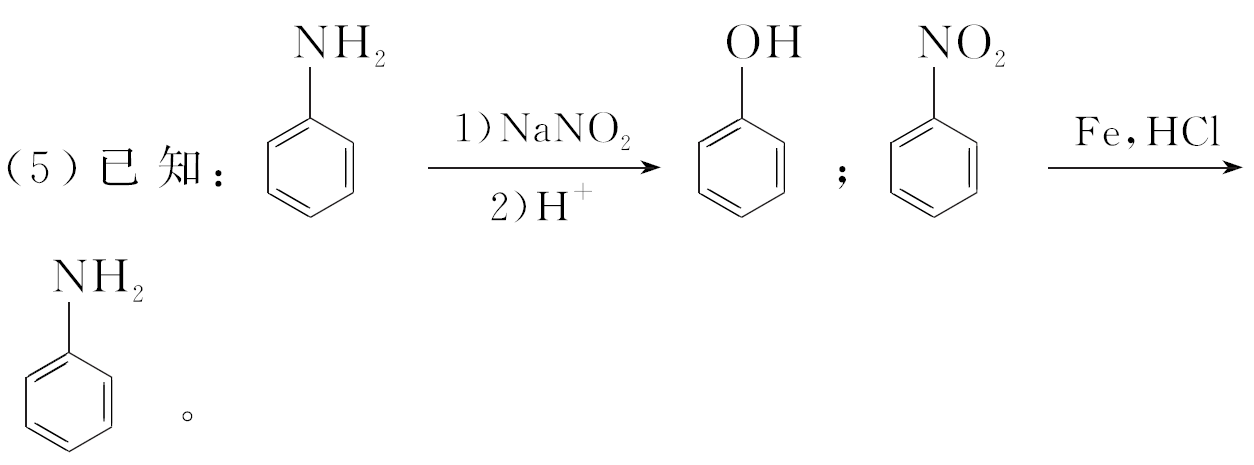 NH₂ OH NO₂
(5)已知： 1)NaNO₂ 2)H⁺ ； Fe,HCl
NH₂
。